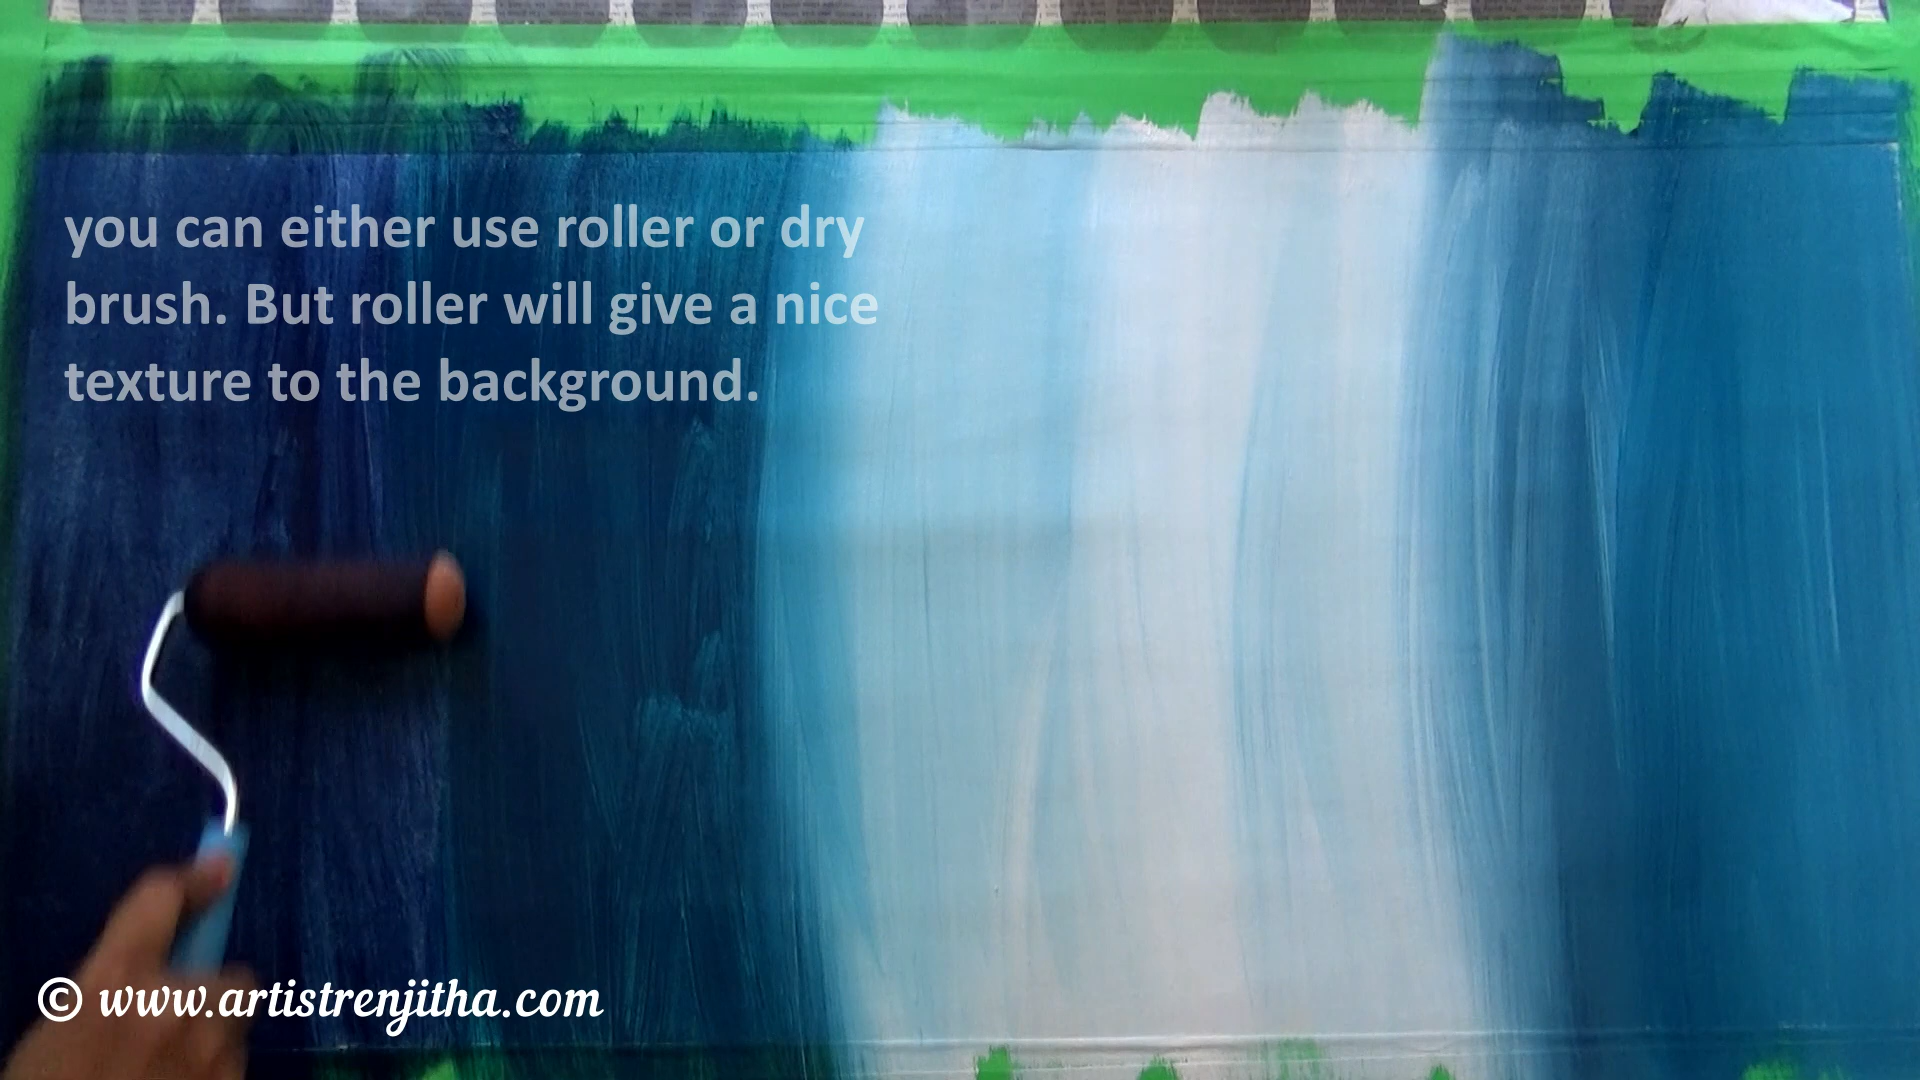 you can either use roller or dry
brush. But roller will give a nice
texture to the background.
© www.artistrenjitha.com